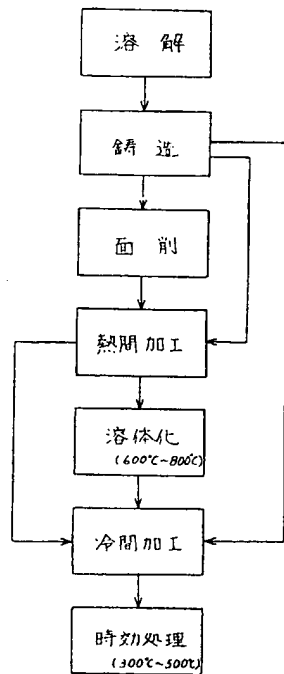 溶解
鋳造
面削
熱間加工
溶体化
(600℃~800℃)
冷間加工
時効処理
(300℃~500℃)